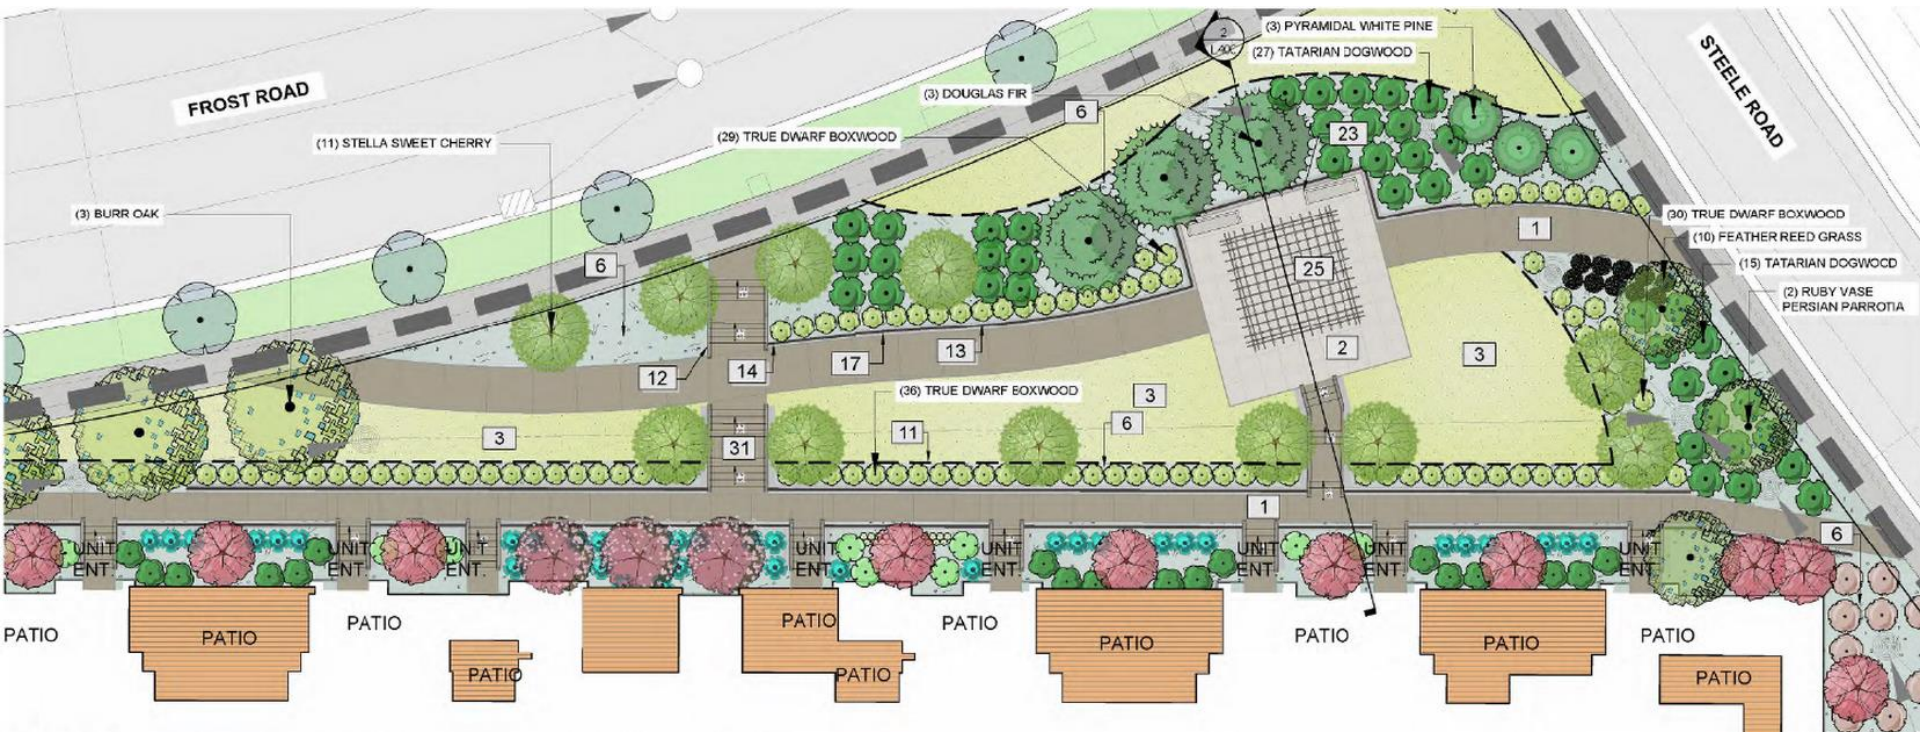 (3) PYRAMIDAL WHITE PINE
2
(27) TATARIAN DOGWOOD
STEELE ROAD
FROST ROAD
(3) DOUGLAS FIR
6
(29) TRUE DWARF BOXWOOD
23
(11) STELLA SWEET CHERRY
(3) BURR OAK
(30) TRUE DWARF BOXWOOD
1
(10) FEATHER REED GRASS
(15) TATARIAN DOGWOOD
6
25
(2) RUBY VASE
PERSIAN PARROTIA
2
3
13
17
14
12
(36) TRUE DWARF BOXWOOD
3
6
11
3
31
1
6
UNIT
ENT.
UNIT
ENT.
UNIT
ENT.
UNIT
ENT.
UNIT
ENT.
UNIT
ENT.
UNIT
ENT.
UNIT
ENT.
PATIO
PATIO
PATIO
PATIO
PATIO
PATIO
PATIO
PATIO
PATIO
PATIO
PATIO
PATIO